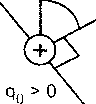 +
q₀ > 0